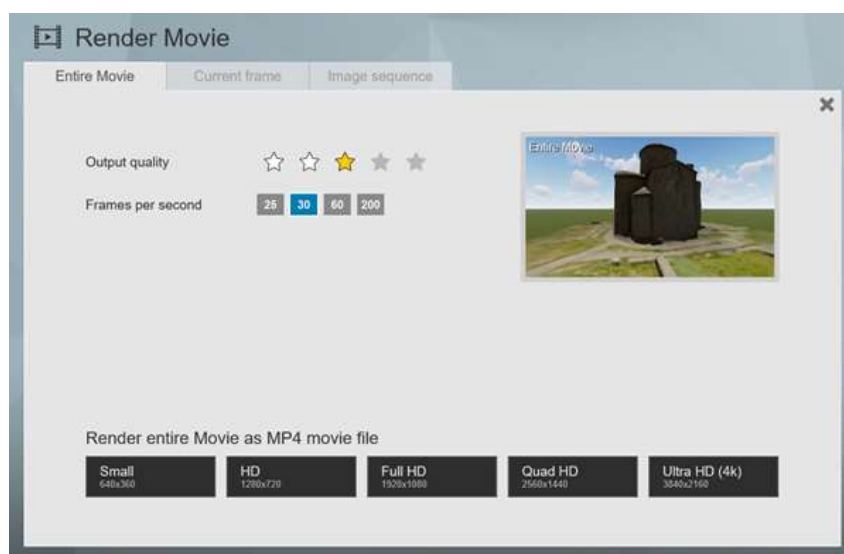 Render Movie
Entire Movie Current frame Image sequence
Entire Movie
Output quality
Frames per second 25 30 60 200
Render entire Movie as MP4 movie file
Small HD Full HD Quad HD Ultra HD (4k)
640x360 1280x720 1920x1080 2560x1440 3840x2160